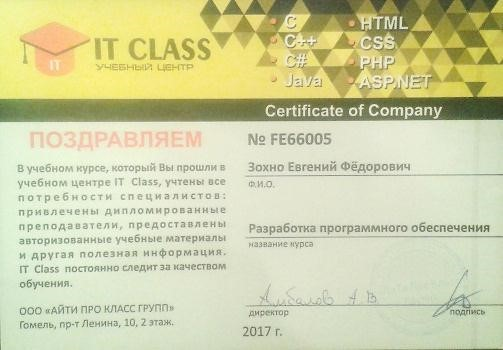 IT
IT CLASS
УЧЕБНЫЙ ЦЕНТР
C
C++
C#
Java
HTML
CSS
PHP
ASP.NET
Certificate of Company
ПОЗДРАВЛЯЕМ
В учебном курсе, который Вы прошли в
учебном центре IT Class, учтены все
потребности специалистов:
привлечены дипломированные
преподаватели, предоставлены
авторизованные учебные материалы
и другая полезная информация.
IT Class постоянно следит за качеством
обучения.
ООО «АЙТИ ПРО КЛАСС ГРУПП»
Гомель, пр-т Ленина, 10, 2 этаж.
№ FE66005
Зохно Евгений Фёдорович
Ф.И.О.
Разработка программного обеспечения
название курса
Амбалов А.В.
директор
подпись
2017 г.